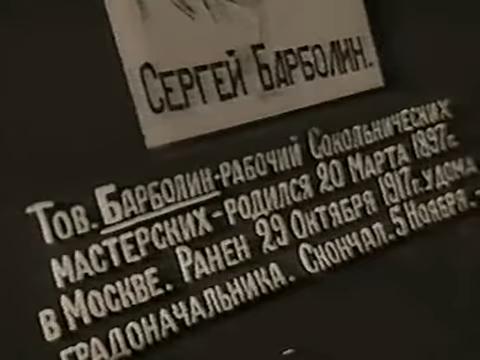 Сергей Барболин.
Тов. Барболин-рабочий Сокольнических
мастерских-родился 20 марта 1897г.
в Москве. Ранен 29 октября 1917г. у дома
градоначальника. Скончал. 5 ноября.-